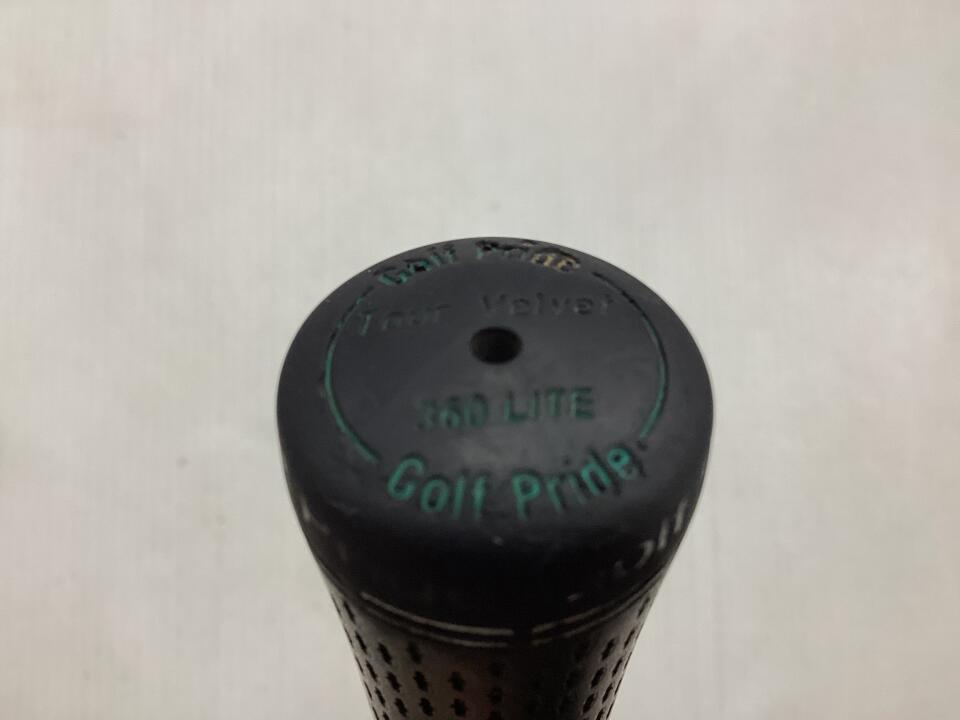 Golf Pride
Tour Velvet
360 LITE
Golf Pride